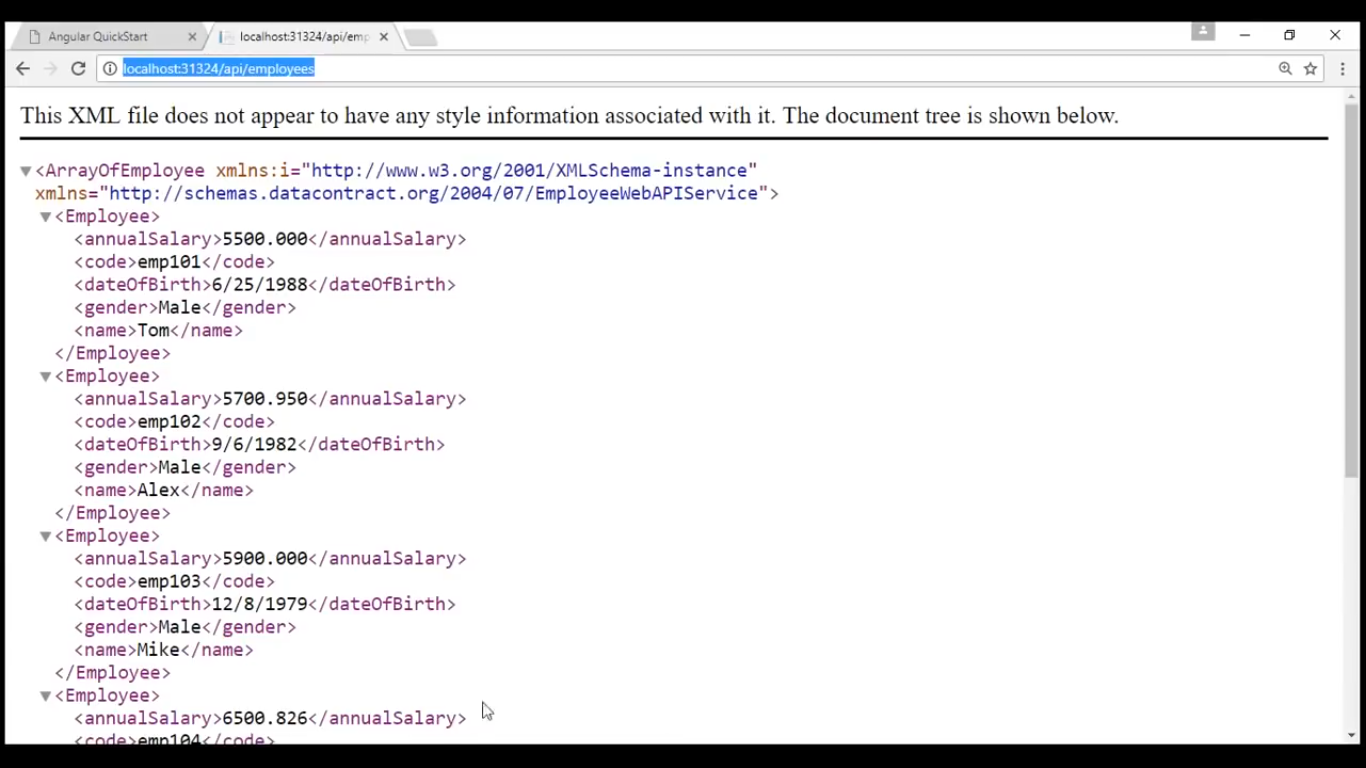 Angular QuickStart
localhost:31324/api/emp
localhost:31324/api/employees
This XML file does not appear to have any style information associated with it. The document tree is shown below.
<ArrayOfEmployee xmlns:i="http://www.w3.org/2001/XMLSchema-instance"
xmlns="http://schemas.datacontract.org/2004/07/EmployeeWebAPIService">
<Employee>
<annualSalary>5500.000</annualSalary>
<code>emp101</code>
<dateOfBirth>6/25/1988</dateOfBirth>
<gender>Male</gender>
<name>Tom</name>
</Employee>
<Employee>
<annualSalary>5700.950</annualSalary>
<code>emp102</code>
<dateOfBirth>9/6/1982</dateOfBirth>
<gender>Male</gender>
<name>Alex</name>
</Employee>
<Employee>
<annualSalary>5900.000</annualSalary>
<code>emp103</code>
<dateOfBirth>12/8/1979</dateOfBirth>
<gender>Male</gender>
<name>Mike</name>
</Employee>
<Employee>
<annualSalary>6500.826</annualSalary>
<code>emp104</code>